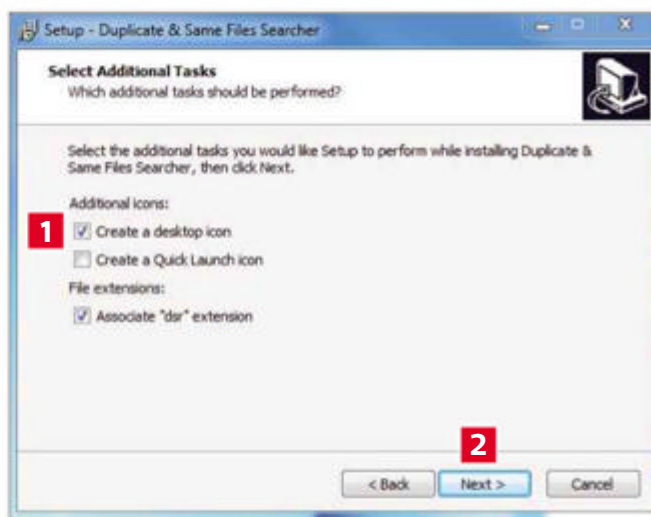 Setup - Duplicate & Same Files Searcher
Select Additional Tasks
Which additional tasks should be performed?
Select the additional tasks you would like Setup to perform while installing Duplicate &
Same Files Searcher, then click Next.
Additional icons:
1 Create a desktop icon
Create a Quick Launch icon
File extensions:
Associate "dsr" extension
2
< Back Next > Cancel